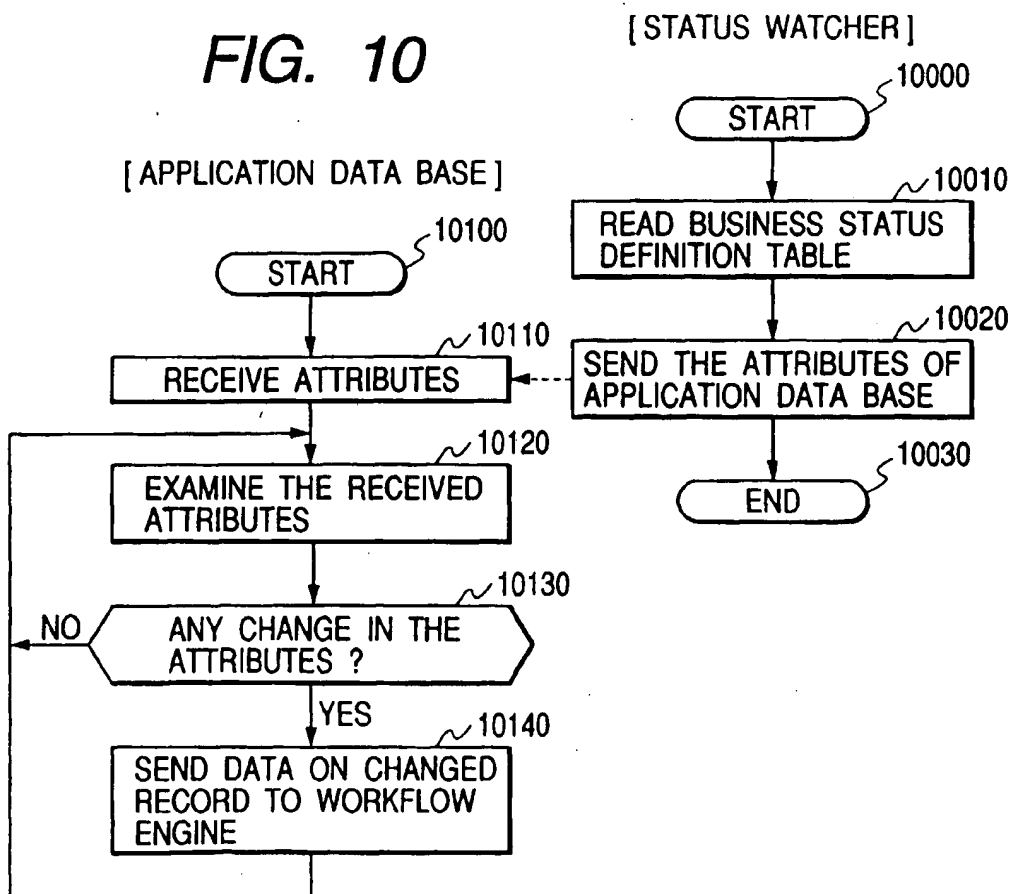 FIG. 10
[STATUS WATCHER]
10000
START
10010
READ BUSINESS STATUS
DEFINITION TABLE
10020
SEND THE ATTRIBUTES OF
APPLICATION DATA BASE
10030
END
[APPLICATION DATA BASE]
10100
START
10110
RECEIVE ATTRIBUTES
10120
EXAMINE THE RECEIVED
ATTRIBUTES
10130
ANY CHANGE IN THE
ATTRIBUTES ?
NO
YES
10140
SEND DATA ON CHANGED
RECORD TO WORKFLOW
ENGINE